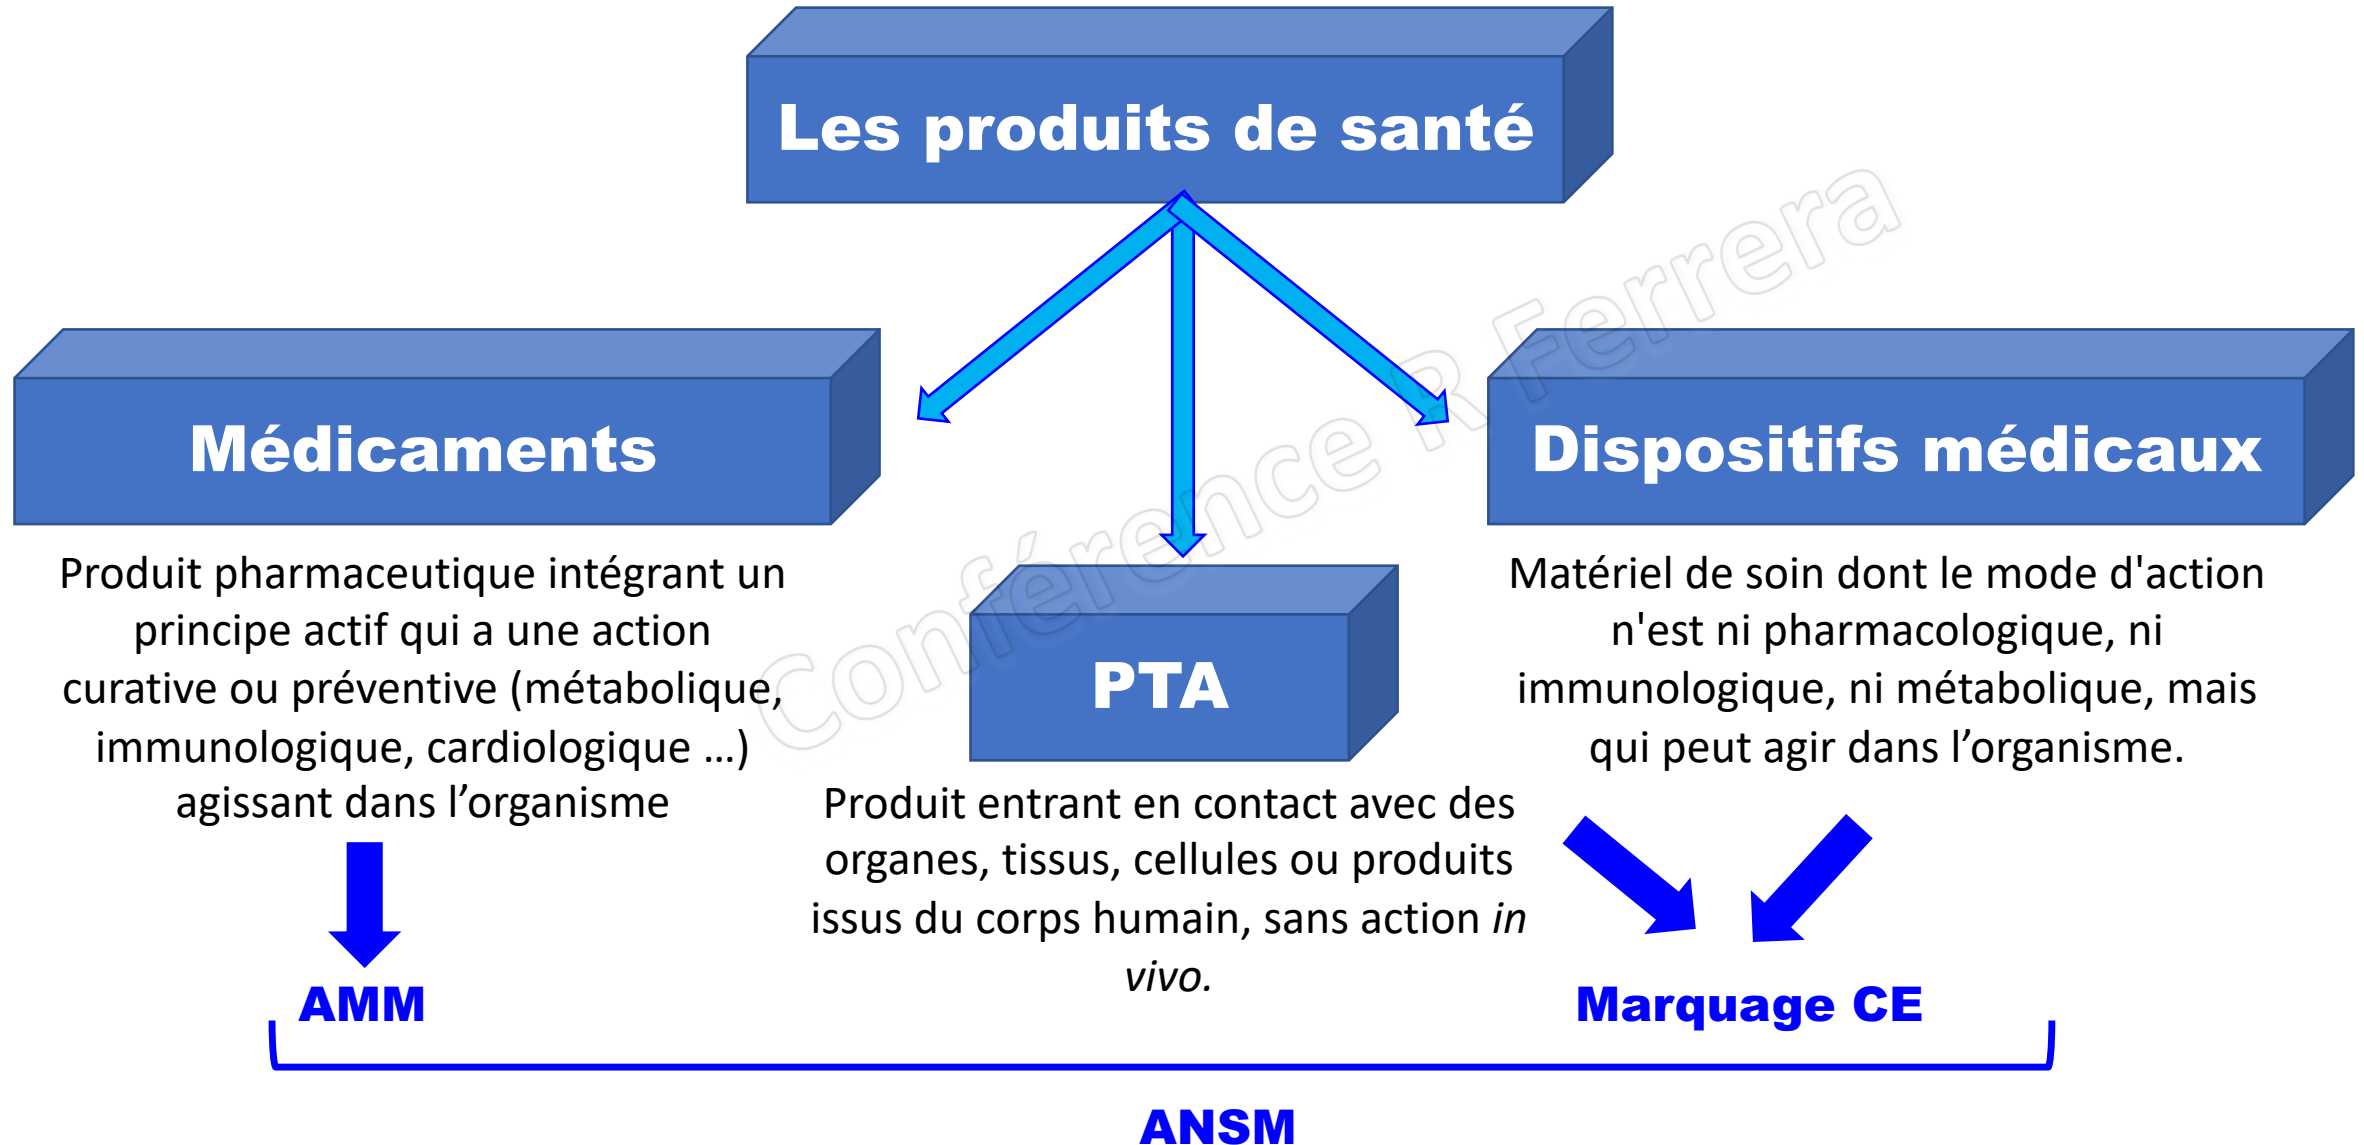 Les produits de santé
Médicaments
Produit pharmaceutique intégrant un
principe actif qui a une action
curative ou préventive (métabolique,
immunologique, cardiologique …)
agissant dans l’organisme
AMM
PTA
Produit entrant en contact avec des
organes, tissus, cellules ou produits
issus du corps humain, sans action in
vivo.
Dispositifs médicaux
Matériel de soin dont le mode d'action
n'est ni pharmacologique, ni
immunologique, ni métabolique, mais
qui peut agir dans l’organisme.
Marquage CE
ANSM
Conférence R Ferrera